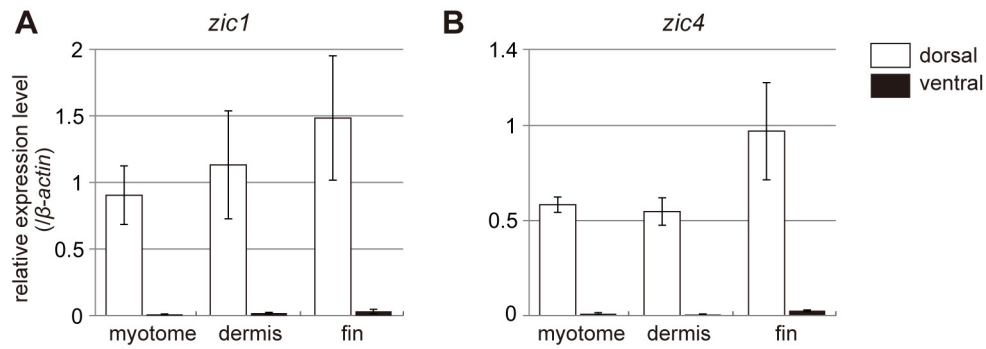 A
zic1
B
zic4
dorsal
ventral
relative expression level
(/β-actin)
2
1.5
1
0.5
0
myotome dermis fin
1.4
1
0.5
0
myotome dermis fin